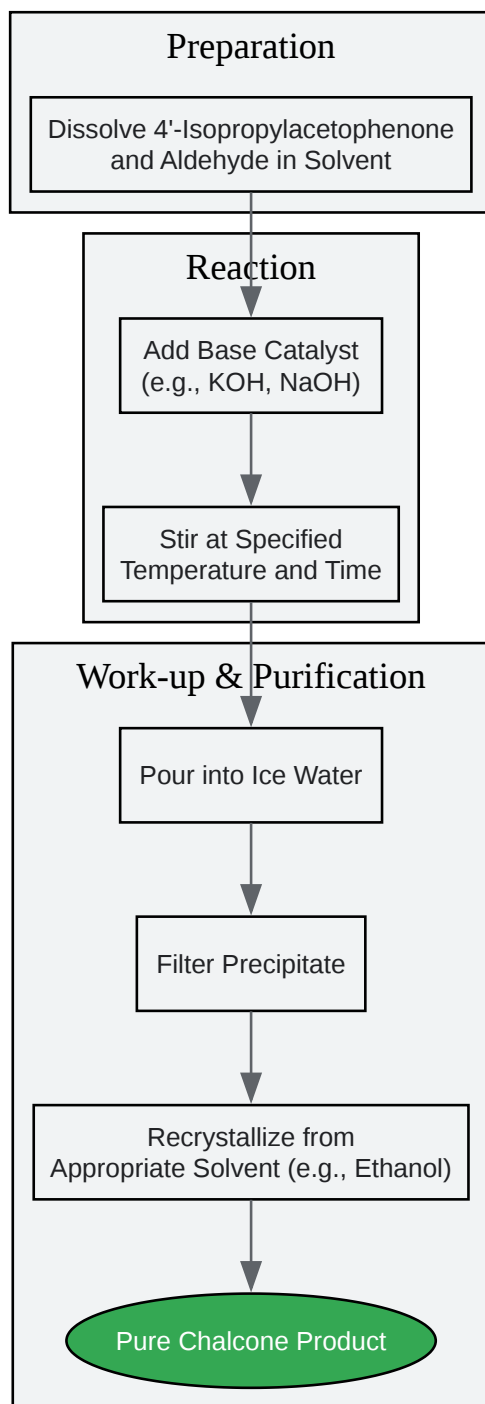 Preparation
Dissolve 4'-Isopropylacetophenone
and Aldehyde in Solvent
Reaction
Add Base Catalyst
(e.g., KOH, NaOH)
Stir at Specified
Temperature and Time
Work-up & Purification
Pour into Ice Water
Filter Precipitate
Recrystallize from
Appropriate Solvent (e.g., Ethanol)
Pure Chalcone Product